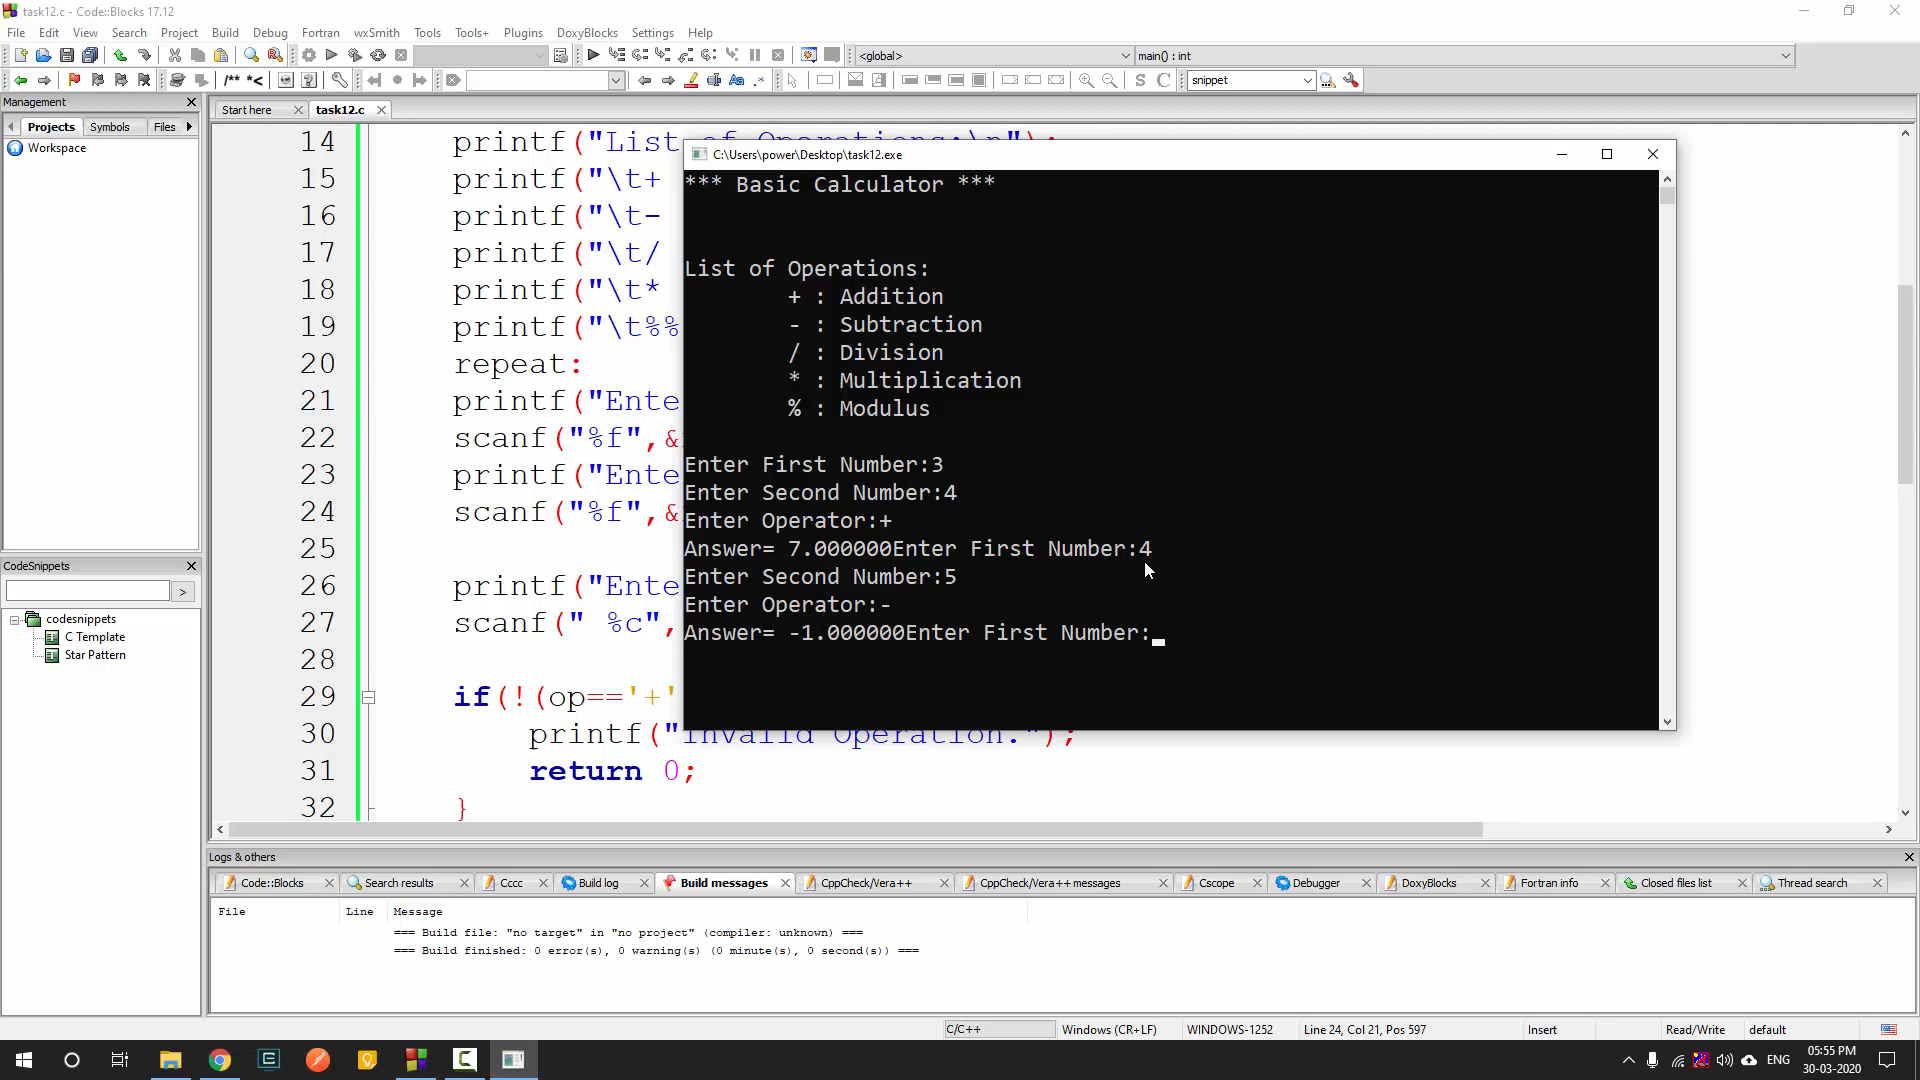 task12.c - Code::Blocks 17.12
File Edit View Search Project Build Debug Fortran wxSmith Tools Tools+ Plugins DoxyBlocks Settings Help
<global> main() : int
/** *< snippet
Management
Start here task12.c
Projects Symbols Files
Workspace
14 printf("List of Operations:\n");
15 printf("\t+
16 printf("\t-
17 printf("\t/
18 printf("\t*
19 printf("\t%%
20 repeat:
21 printf("Ente
22 scanf("%f",&
23 printf("Ente
24 scanf("%f",&
25
26 printf("Ente
27 scanf(" %c",
28
29 if(!(op=='+'
30 printf("Invalid Operation.");
31 return 0;
32 }
C:\Users\power\Desktop\task12.exe
*** Basic Calculator ***
List of Operations:
+ : Addition
- : Subtraction
/ : Division
* : Multiplication
% : Modulus
Enter First Number:3
Enter Second Number:4
Enter Operator:+
Answer= 7.000000Enter First Number:4
Enter Second Number:5
Enter Operator:-
Answer= -1.000000Enter First Number:
CodeSnippets
>
codesnippets
C Template
Star Pattern
Logs & others
Code::Blocks Search results Cccc Build log Build messages CppCheck/Vera++ CppCheck/Vera++ messages Cscope Debugger DoxyBlocks Fortran info Closed files list Thread search
File Line Message
=== Build file: "no target" in "no project" (compiler: unknown) ===
=== Build finished: 0 error(s), 0 warning(s) (0 minute(s), 0 second(s)) ===
C/C++ Windows (CR+LF) WINDOWS-1252 Line 24, Col 21, Pos 597 Insert Read/Write default
ENG 05:55 PM
30-03-2020